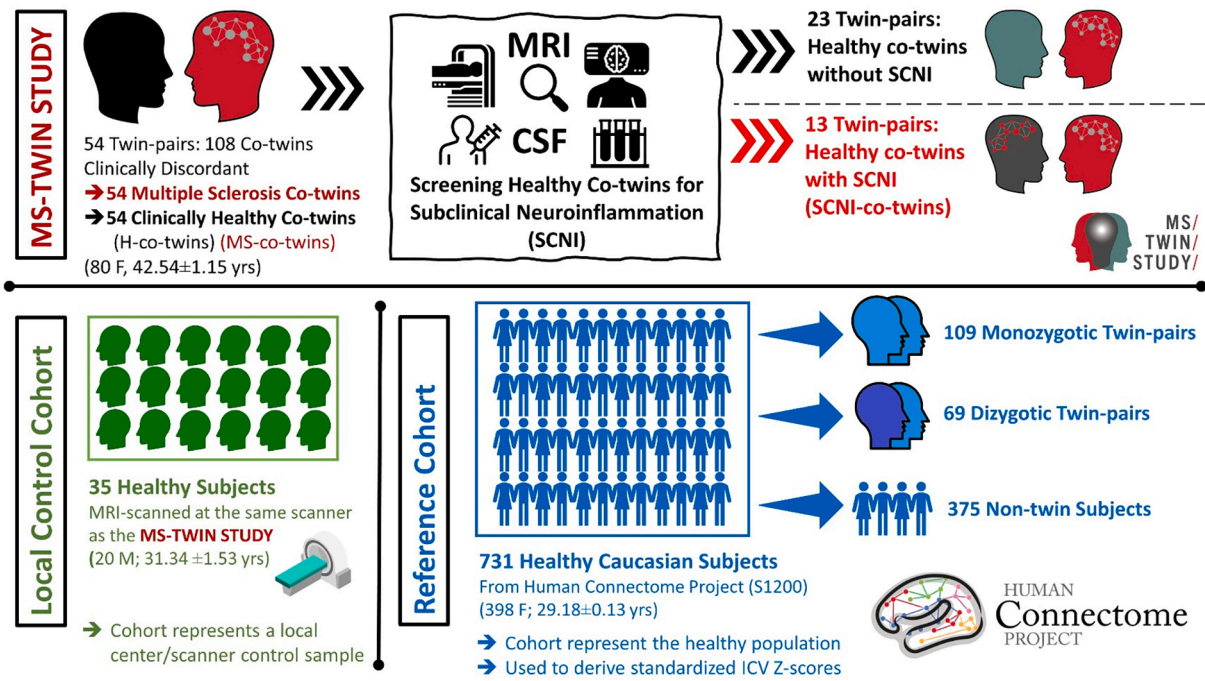 MS-TWIN STUDY
54 Twin-pairs: 108 Co-twins
Clinically Discordant
➔54 Multiple Sclerosis Co-twins
➔54 Clinically Healthy Co-twins
(H-co-twins) (MS-co-twins)
(80 F, 42.54±1.15 yrs)
MRI
CSF
Screening Healthy Co-twins for
Subclinical Neuroinflammation
(SCNI)
23 Twin-pairs:
Healthy co-twins
without SCNI
13 Twin-pairs:
Healthy co-twins
with SCNI
(SCNI-co-twins)
MS/
TWIN/
STUDY/
Local Control Cohort
35 Healthy Subjects
MRI-scanned at the same scanner
as the MS-TWIN STUDY
(20 M; 31.34 ±1.53 yrs)
➔ Cohort represents a local
center/scanner control sample
Reference Cohort
731 Healthy Caucasian Subjects
From Human Connectome Project (S1200)
(398 F; 29.18±0.13 yrs)
➔ Cohort represent the healthy population
➔ Used to derive standardized ICV Z-scores
109 Monozygotic Twin-pairs
69 Dizygotic Twin-pairs
375 Non-twin Subjects
HUMAN
Connectome
PROJECT